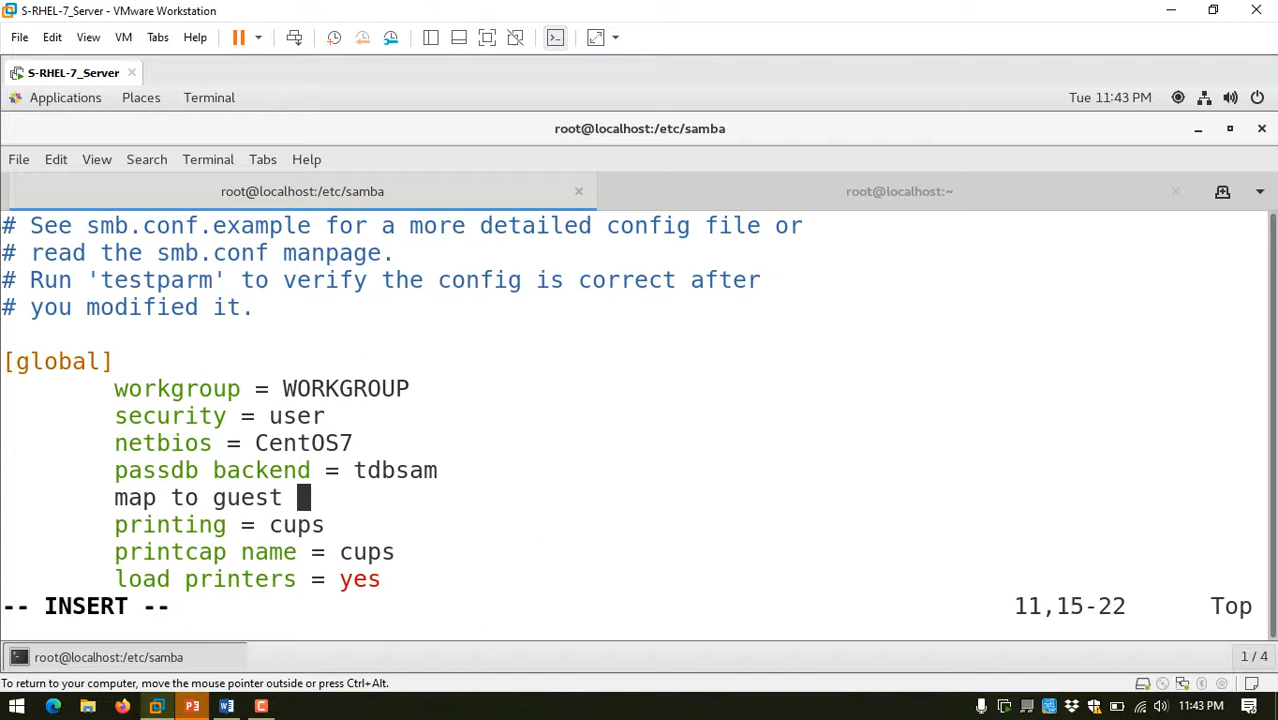 S-RHEL-7_Server - VMware Workstation
File Edit View VM Tabs Help
S-RHEL-7_Server
Applications Places Terminal Tue 11:43 PM
root@localhost:/etc/samba
File Edit View Search Terminal Tabs Help
root@localhost:/etc/samba root@localhost:~
# See smb.conf.example for a more detailed config file or
# read the smb.conf manpage.
# Run 'testparm' to verify the config is correct after
# you modified it.
[global]
workgroup = WORKGROUP
security = user
netbios = CentOS7
passdb backend = tdbsam
map to guest
printing = cups
printcap name = cups
load printers = yes
-- INSERT -- 11,15-22 Top
root@localhost:/etc/samba 1 / 4
To return to your computer, move the mouse pointer outside or press Ctrl+Alt.
11:43 PM